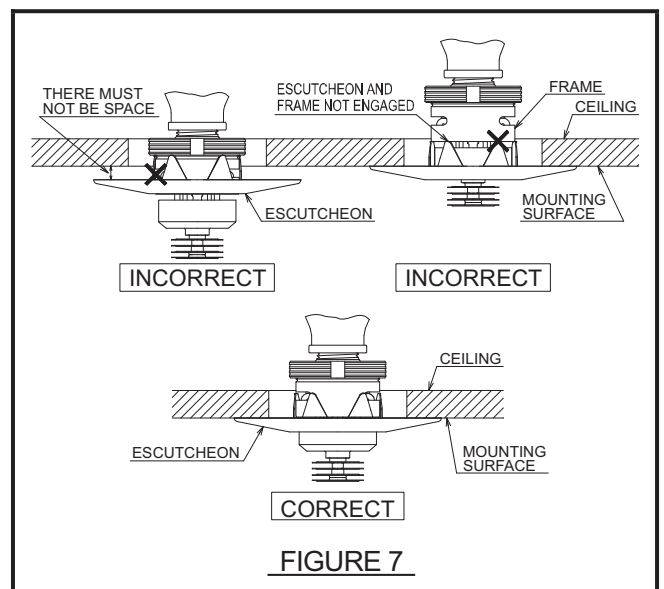 THERE MUST
NOT BE SPACE
ESCUTCHEON AND
FRAME NOT ENGAGED
FRAME
CEILING
MOUNTING
SURFACE
ESCUTCHEON
INCORRECT
INCORRECT
CEILING
ESCUTCHEON
MOUNTING
SURFACE
CORRECT
FIGURE 7